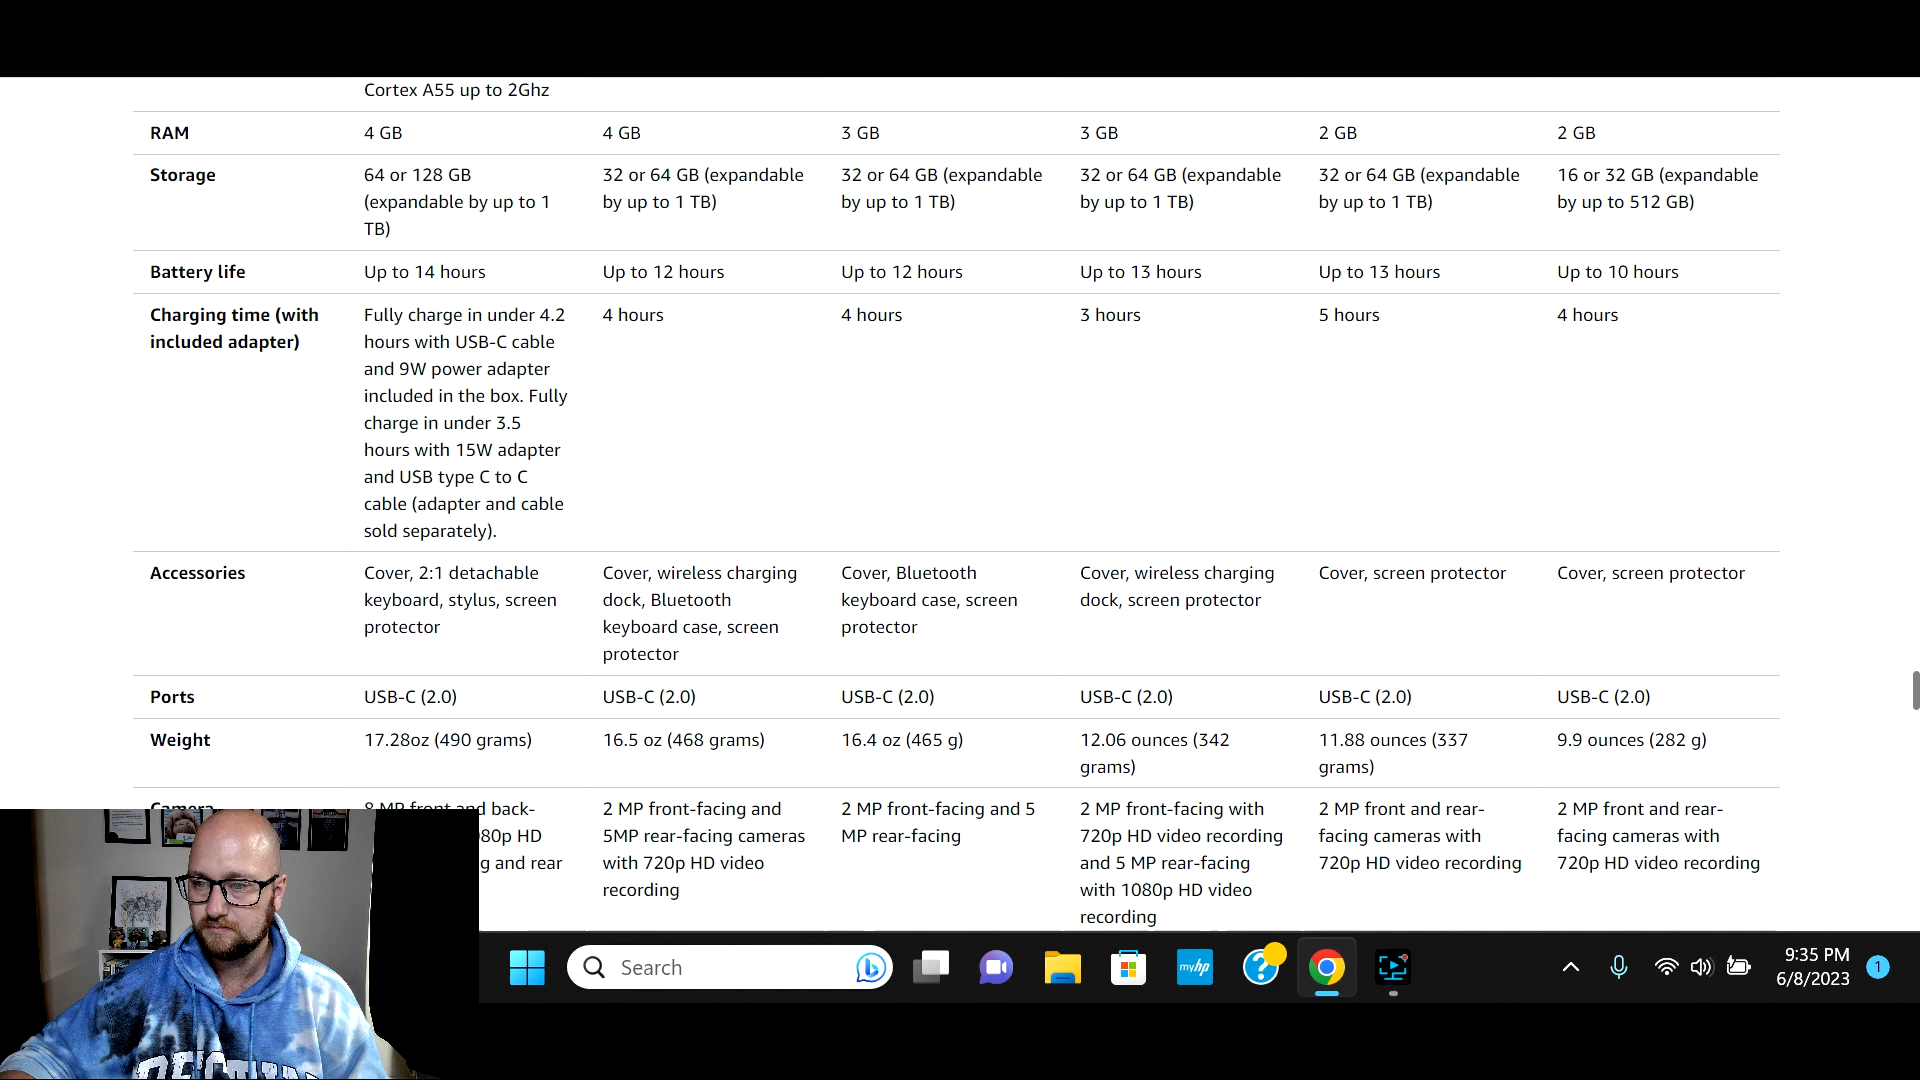 Cortex A55 up to 2Ghz
RAM 4 GB 4 GB 3 GB 3 GB 2 GB 2 GB
Storage 64 or 128 GB 32 or 64 GB (expandable 32 or 64 GB (expandable 32 or 64 GB (expandable 32 or 64 GB (expandable 16 or 32 GB (expandable
(expandable by up to 1 by up to 1 TB) by up to 1 TB) by up to 1 TB) by up to 1 TB) by up to 512 GB)
TB)
Battery life Up to 14 hours Up to 12 hours Up to 12 hours Up to 13 hours Up to 13 hours Up to 10 hours
Charging time (with Fully charge in under 4.2 4 hours 4 hours 3 hours 5 hours 4 hours
included adapter) hours with USB-C cable
and 9W power adapter
included in the box. Fully
charge in under 3.5
hours with 15W adapter
and USB type C to C
cable (adapter and cable
sold separately).
Accessories Cover, 2:1 detachable Cover, wireless charging Cover, Bluetooth Cover, wireless charging Cover, screen protector Cover, screen protector
keyboard, stylus, screen dock, Bluetooth keyboard case, screen dock, screen protector
protector keyboard case, screen protector
protector
Ports USB-C (2.0) USB-C (2.0) USB-C (2.0) USB-C (2.0) USB-C (2.0) USB-C (2.0)
Weight 17.28oz (490 grams) 16.5 oz (468 grams) 16.4 oz (465 g) 12.06 ounces (342 11.88 ounces (337 9.9 ounces (282 g)
grams) grams)
Camera 8 MP front and back- 2 MP front-facing and 2 MP front-facing and 5 2 MP front-facing with 2 MP front and rear- 2 MP front and rear-
80p HD 5MP rear-facing cameras MP rear-facing 720p HD video recording facing cameras with facing cameras with
g and rear with 720p HD video and 5 MP rear-facing 720p HD video recording 720p HD video recording
recording with 1080p HD video
recording
Search
myhp
9:35 PM
6/8/2023
1